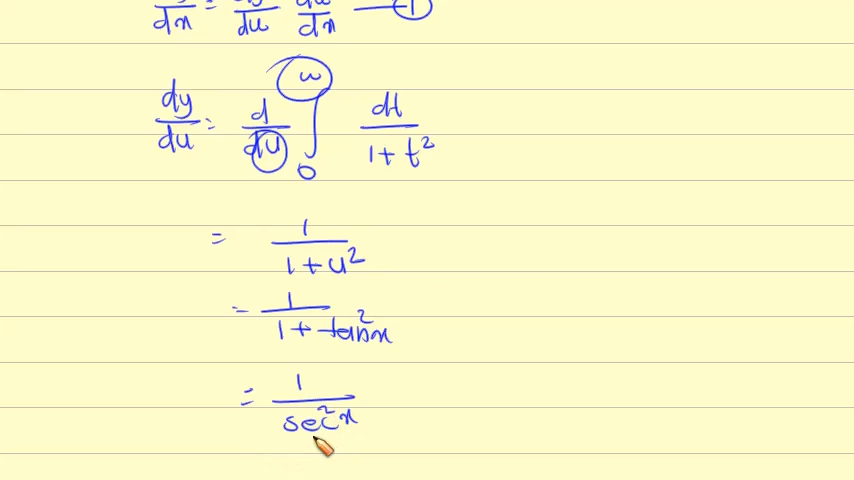 dy/dx = dy/du du/dx —— ①
dy/du = d/du ∫₀ᵘ dt/1+t²
= 1/1+u²
= 1/1+tan²x
= 1/sec²x